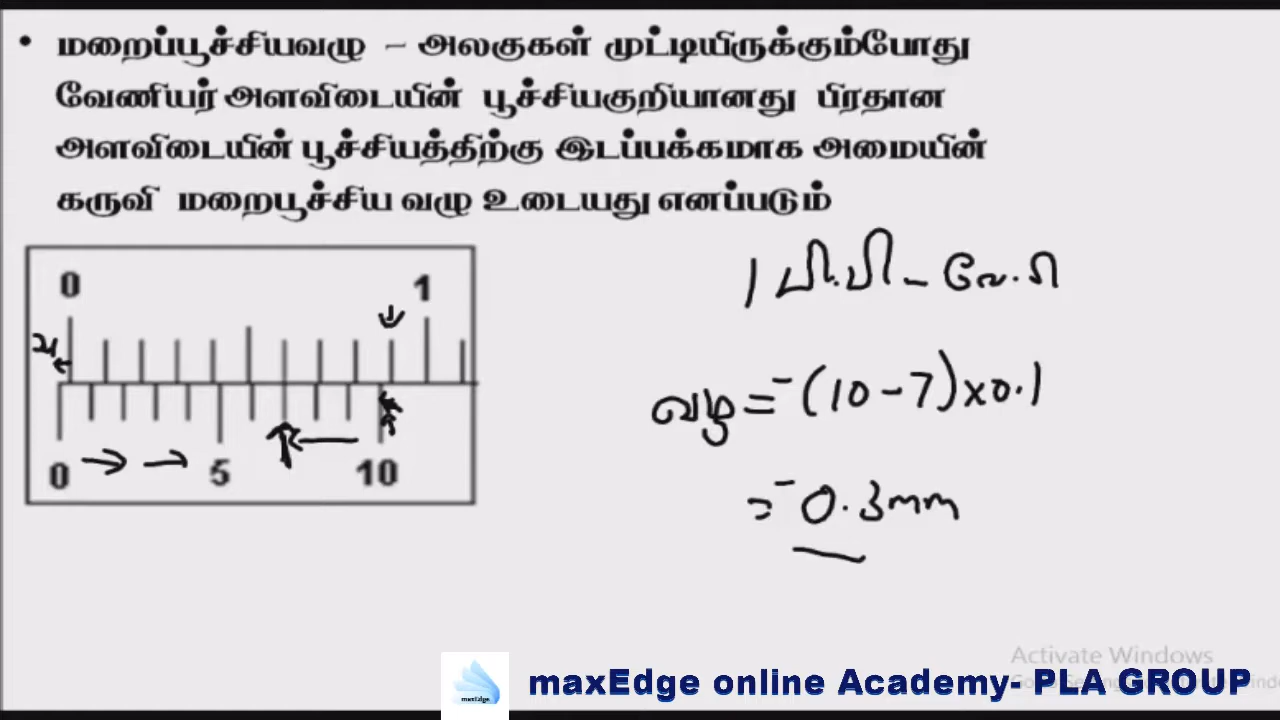 • மறைப்பூச்சியவழு – அலகுகள் முட்டியிருக்கும்போது
வேணியர் அளவிடையின் பூச்சியகுறியானது பிரதான
அளவிடையின் பூச்சியத்திற்கு இடப்பக்கமாக அமையின்
கருவி மறைபூச்சிய வழு உடையது எனப்படும்
0 1
0 5 10
வழு = -(10-7)x0.1
= -0.3mm
Activate Windows
maxEdge
maxEdge online Academy- PLA GROUP